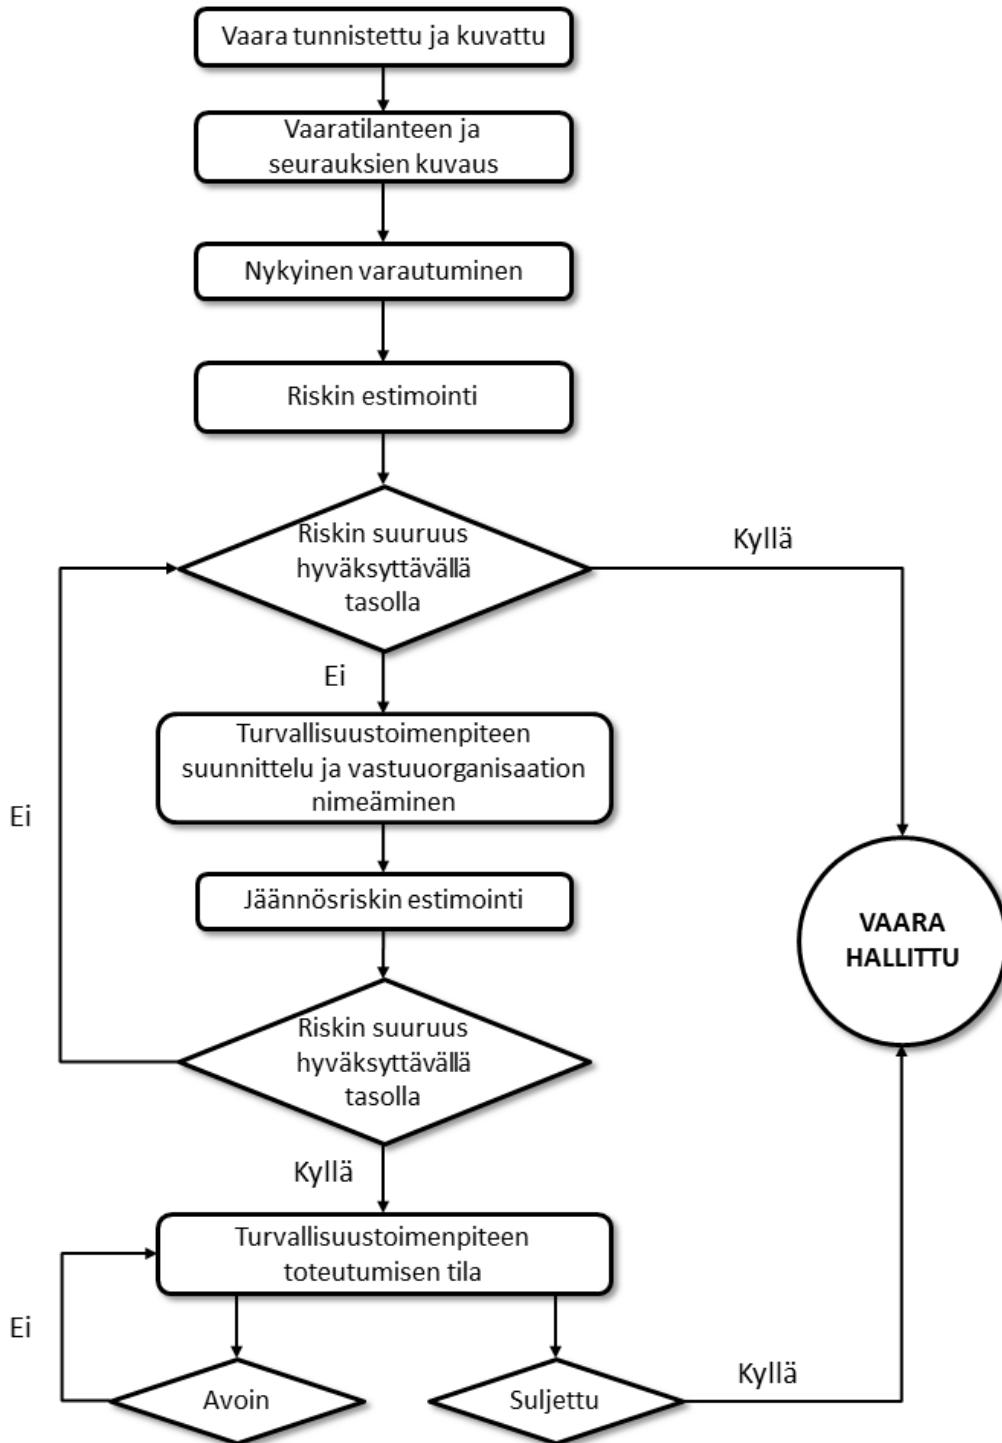 Vaara tunnistettu ja kuvattu
Vaaratilanteen ja
seurauksien kuvaus
Nykyinen varautuminen
Riskin estimointi
Riskin suuruus
hyväksyttävällä
tasolla
Kyllä
Ei
Turvallisuustoimenpiteen
suunnittelu ja vastuuorganisaation
nimeäminen
Ei
Jäännösriskin estimointi
VAARA
HALLITTU
Riskin suuruus
hyväksyttävällä
tasolla
Kyllä
Turvallisuustoimenpiteen
toteutumisen tila
Ei
Avoin
Suljettu
Kyllä